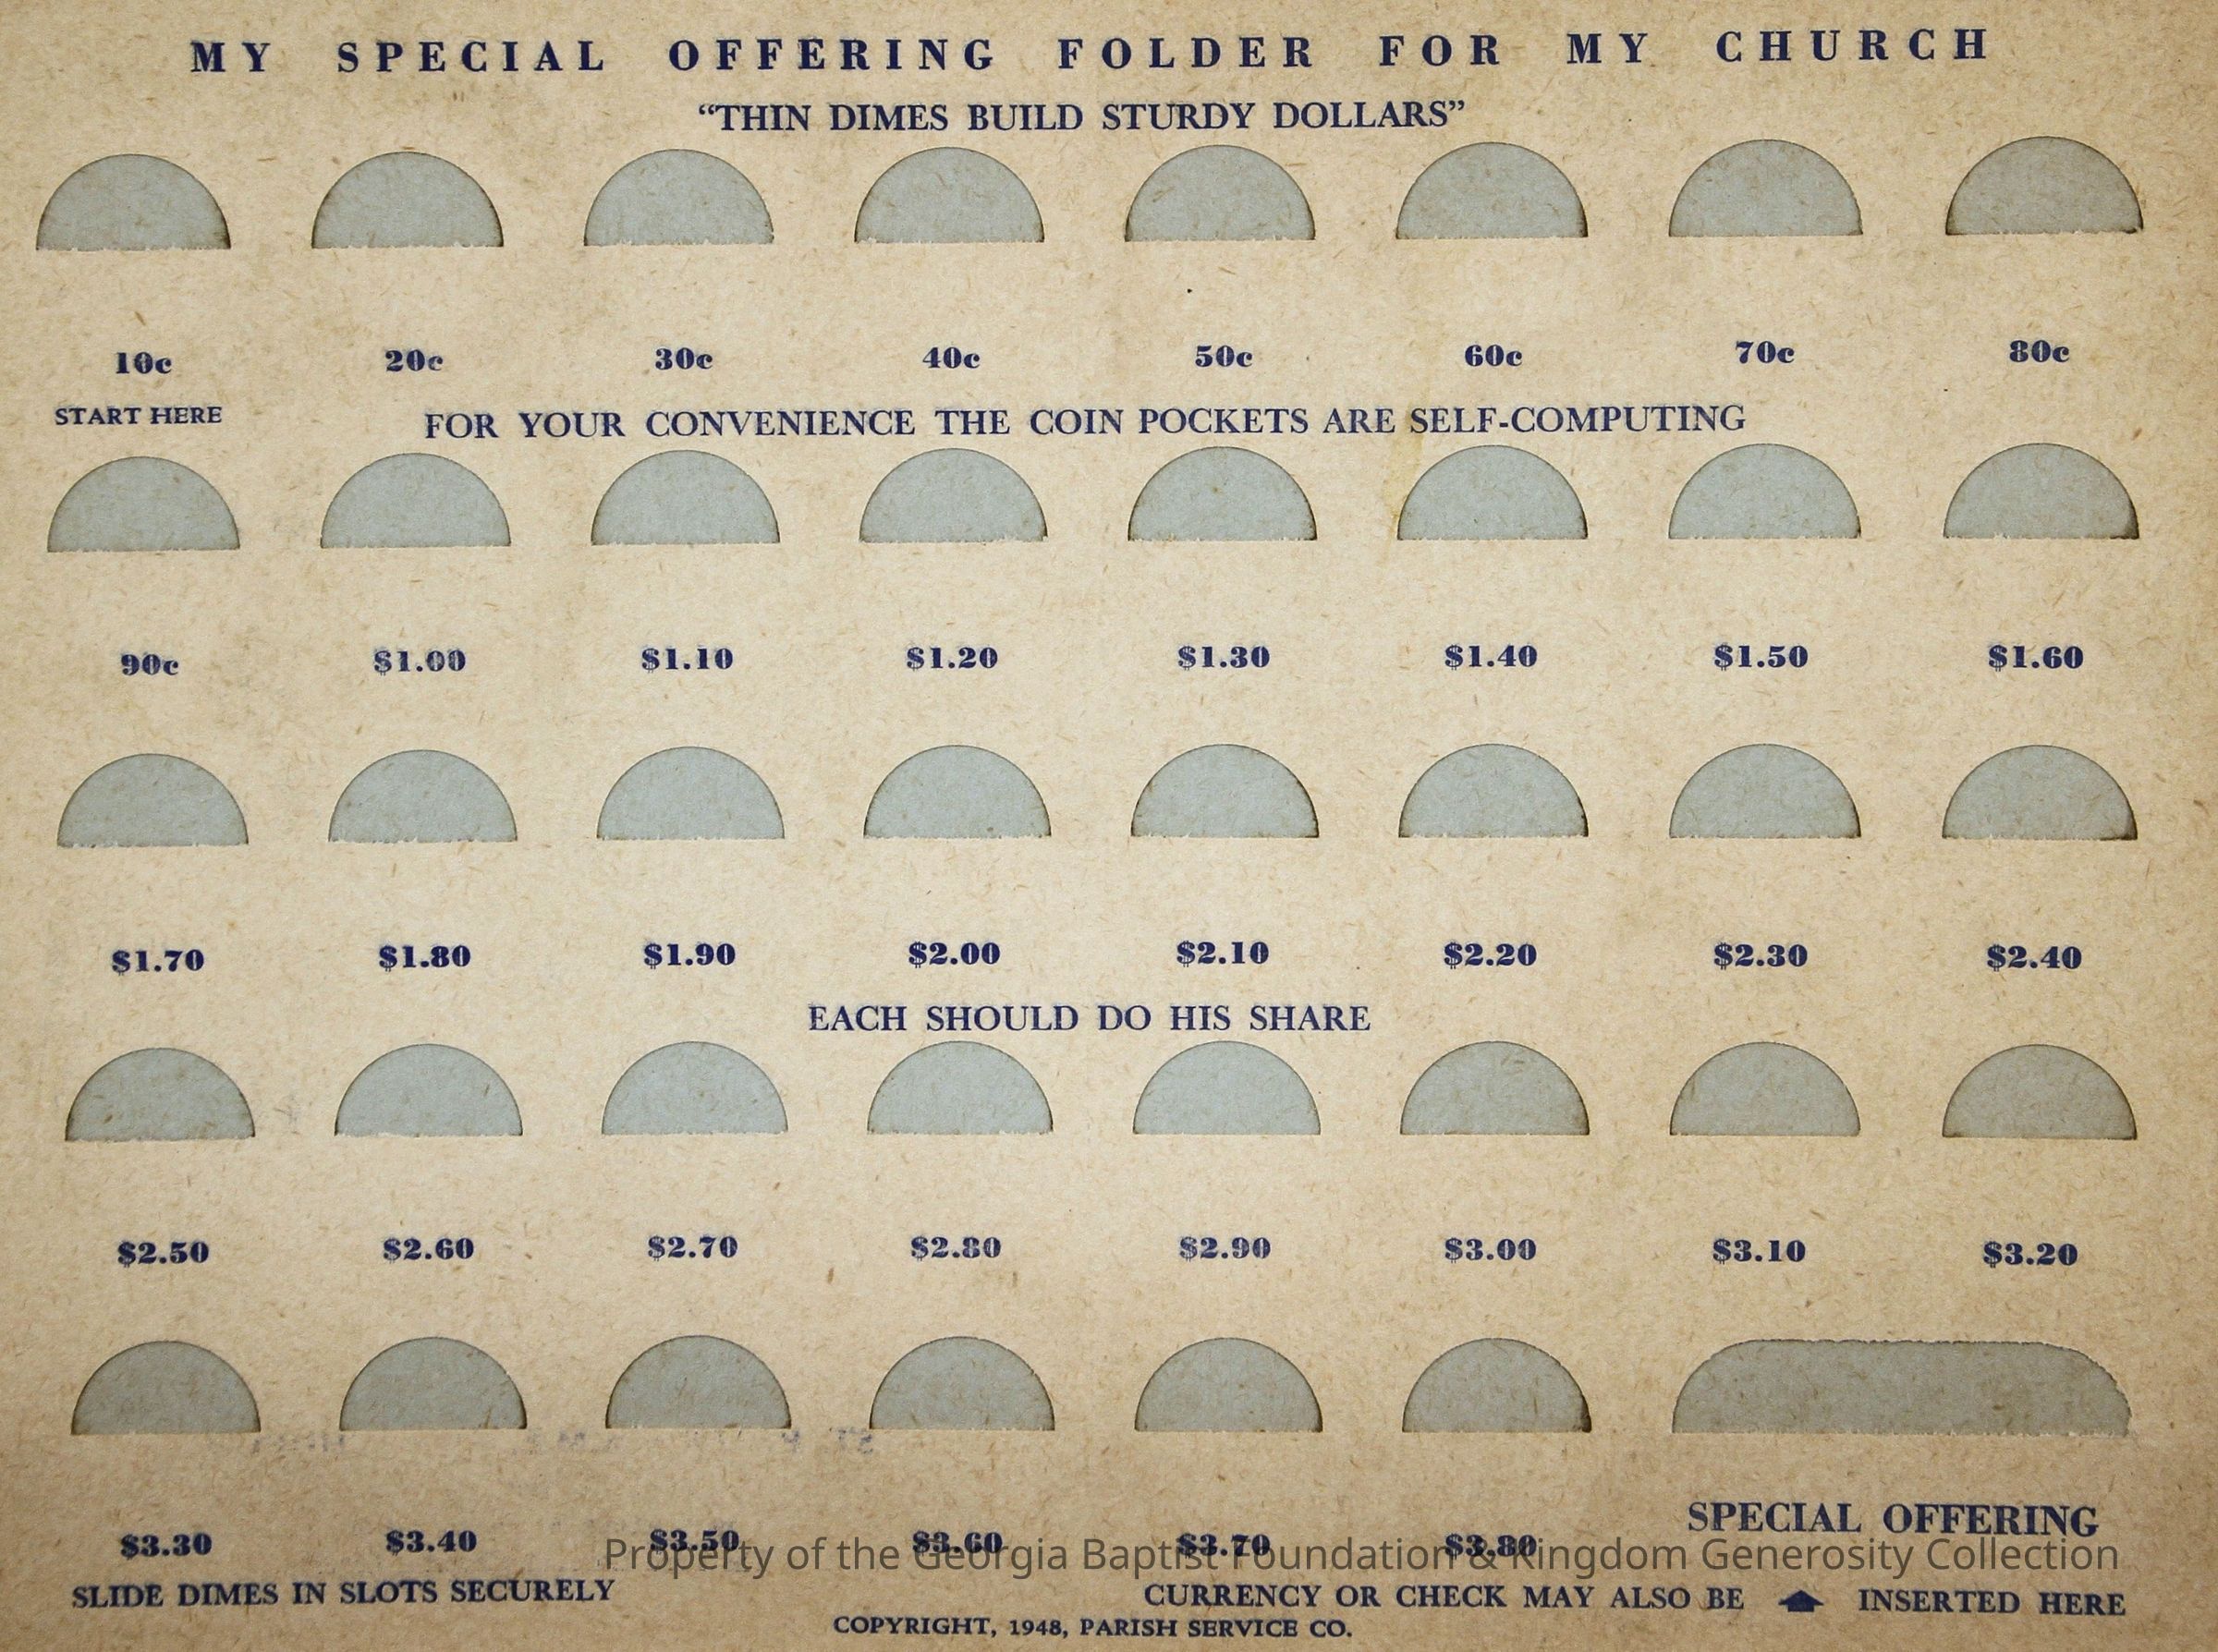 MY SPECIAL OFFERING FOLDER FOR MY CHURCH
“THIN DIMES BUILD STURDY DOLLARS”
10c 20c 30c 40c 50c 60c 70c 80c
START HERE FOR YOUR CONVENIENCE THE COIN POCKETS ARE SELF-COMPUTING
90c $1.00 $1.10 $1.20 $1.30 $1.40 $1.50 $1.60
$1.70 $1.80 $1.90 $2.00 $2.10 $2.20 $2.30 $2.40
EACH SHOULD DO HIS SHARE
$2.50 $2.60 $2.70 $2.80 $2.90 $3.00 $3.10 $3.20
SPECIAL OFFERING
$3.30 $3.40 $3.50 $3.60 $3.70 $3.80
Property of the Georgia Baptist Foundation & Kingdom Generosity Collection
SLIDE DIMES IN SLOTS SECURELY CURRENCY OR CHECK MAY ALSO BE INSERTED HERE
COPYRIGHT, 1948, PARISH SERVICE CO.